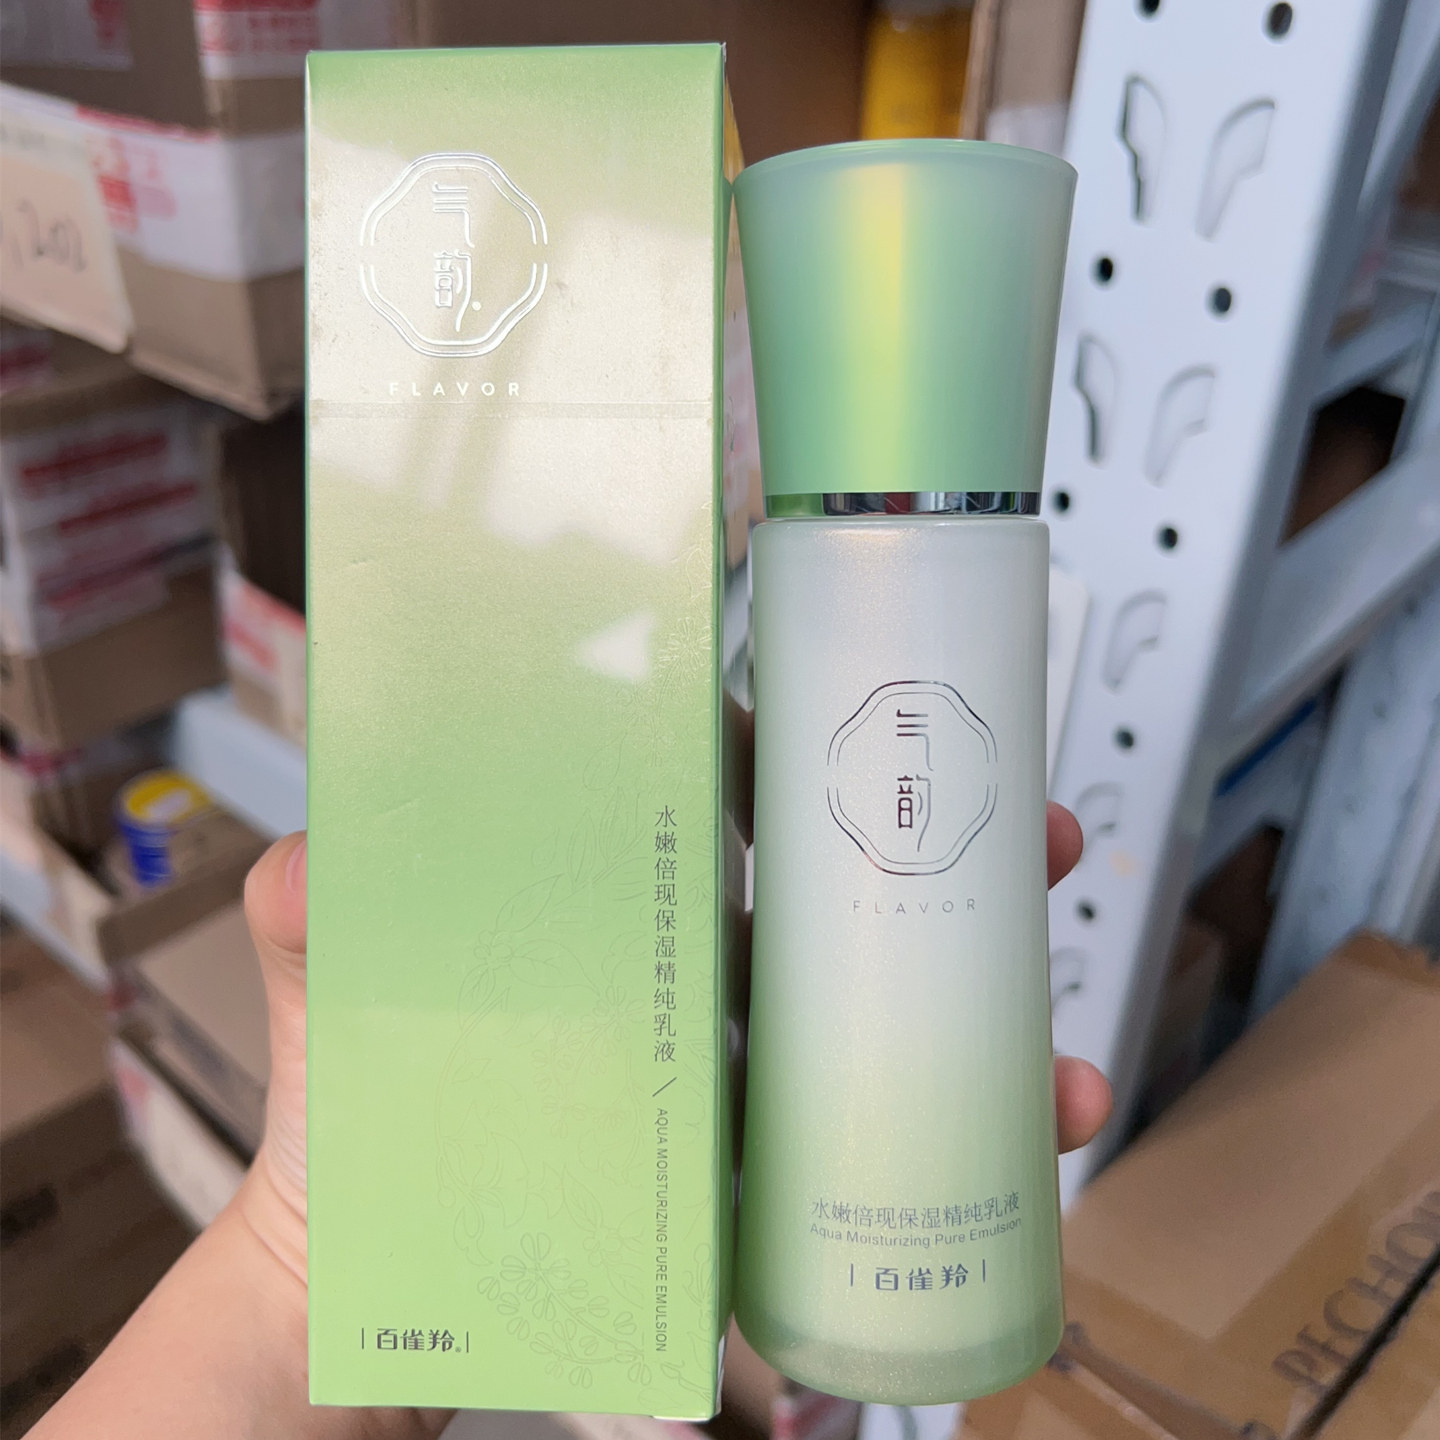 气韵
FLAVOR
水嫩倍现保湿精纯乳液 / AQUA MOISTURIZING PURE EMULSION
百雀羚®
气韵
FLAVOR
水嫩倍现保湿精纯乳液
Aqua Moisturizing Pure Emulsion
百雀羚
PECHOI